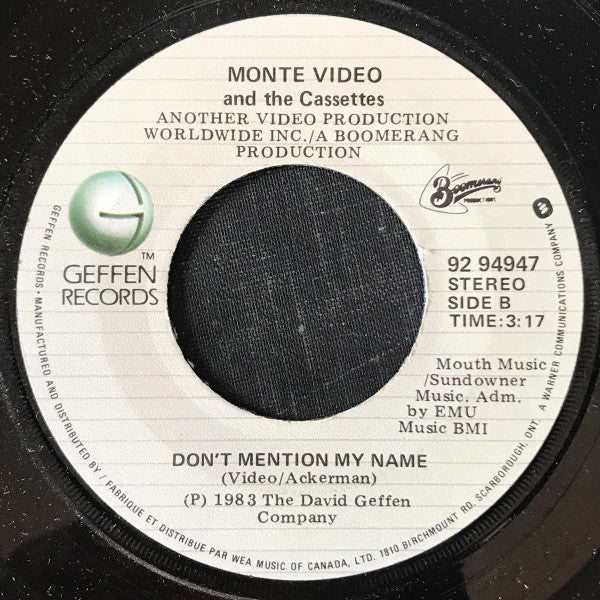 MONTE VIDEO
and the Cassettes
ANOTHER VIDEO PRODUCTION
WORLDWIDE INC./A BOOMERANG
PRODUCTION
TM
GEFFEN
RECORDS
Boomerang
PRODUCTIONS
92 94947
STEREO
SIDE B
TIME:3:17
Mouth Music
/Sundowner
Music. Adm.
by EMU
Music BMI
DON'T MENTION MY NAME
(Video/Ackerman)
(P) 1983 The David Geffen
Company
GEFFEN RECORDS • MANUFACTURED AND DISTRIBUTED BY / FABRIQUE ET DISTRIBUE PAR WEA MUSIC OF CANADA, LTD. 1810 BIRCHMOUNT RD. SCARBOROUGH, ONT. A WARNER COMMUNICATIONS COMPANY